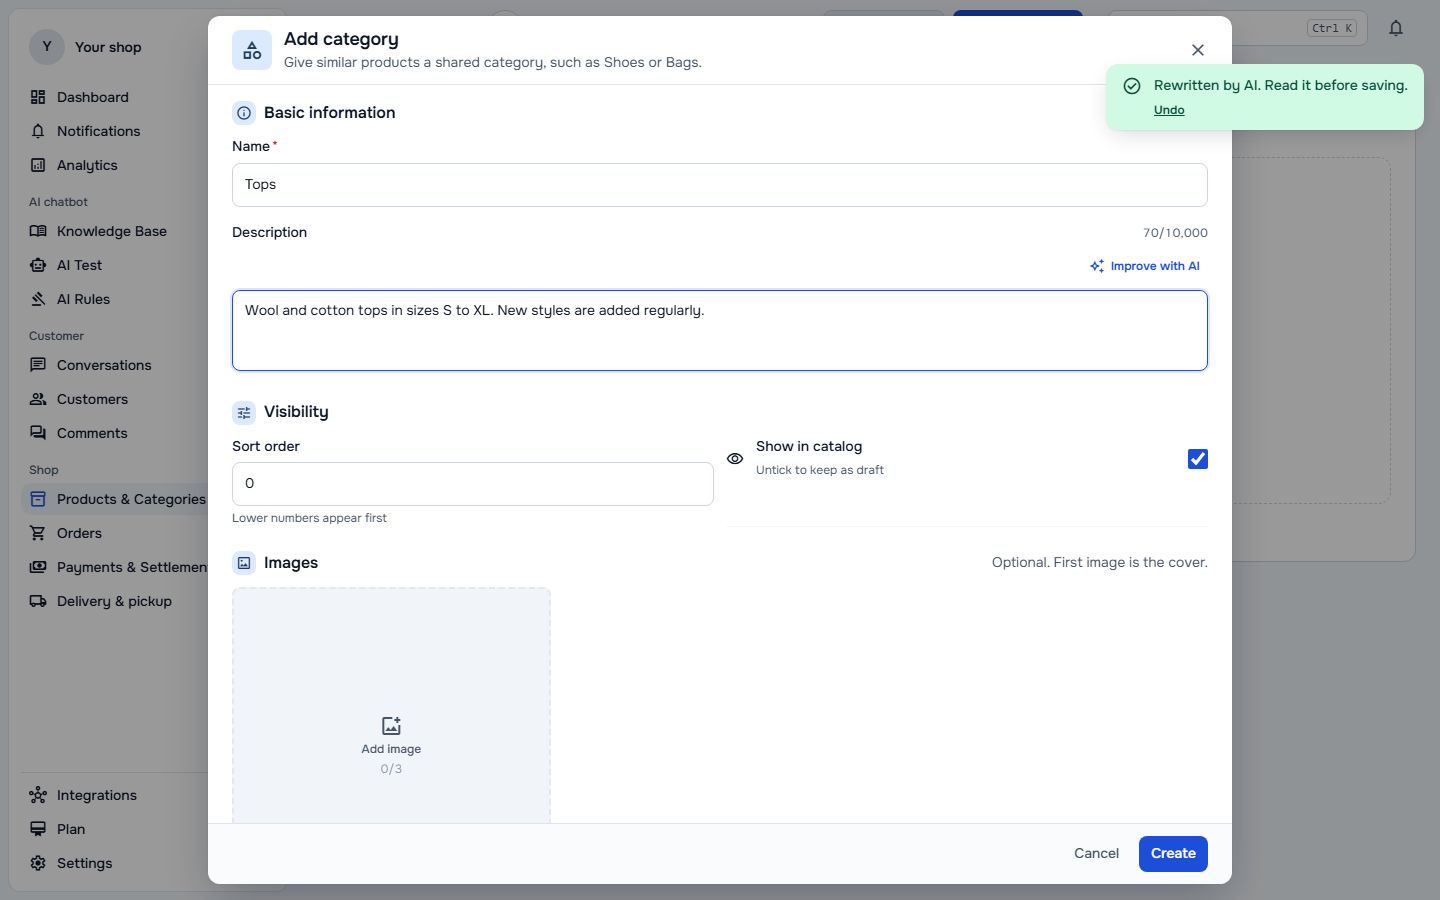 Y
Your shop
Ctrl K
Dashboard
Notifications
Analytics
AI chatbot
Knowledge Base
AI Test
AI Rules
Customer
Conversations
Customers
Comments
Shop
Products & Categories
Orders
Payments & Settlemen
Delivery & pickup
Integrations
Plan
Settings
Add category
Give similar products a shared category, such as Shoes or Bags.
Rewritten by AI. Read it before saving.
Undo
Basic information
Name*
Tops
Description
70/10,000
Improve with AI
Wool and cotton tops in sizes S to XL. New styles are added regularly.
Visibility
Sort order
0
Lower numbers appear first
Show in catalog
Untick to keep as draft
Images
Optional. First image is the cover.
Add image
0/3
Cancel
Create